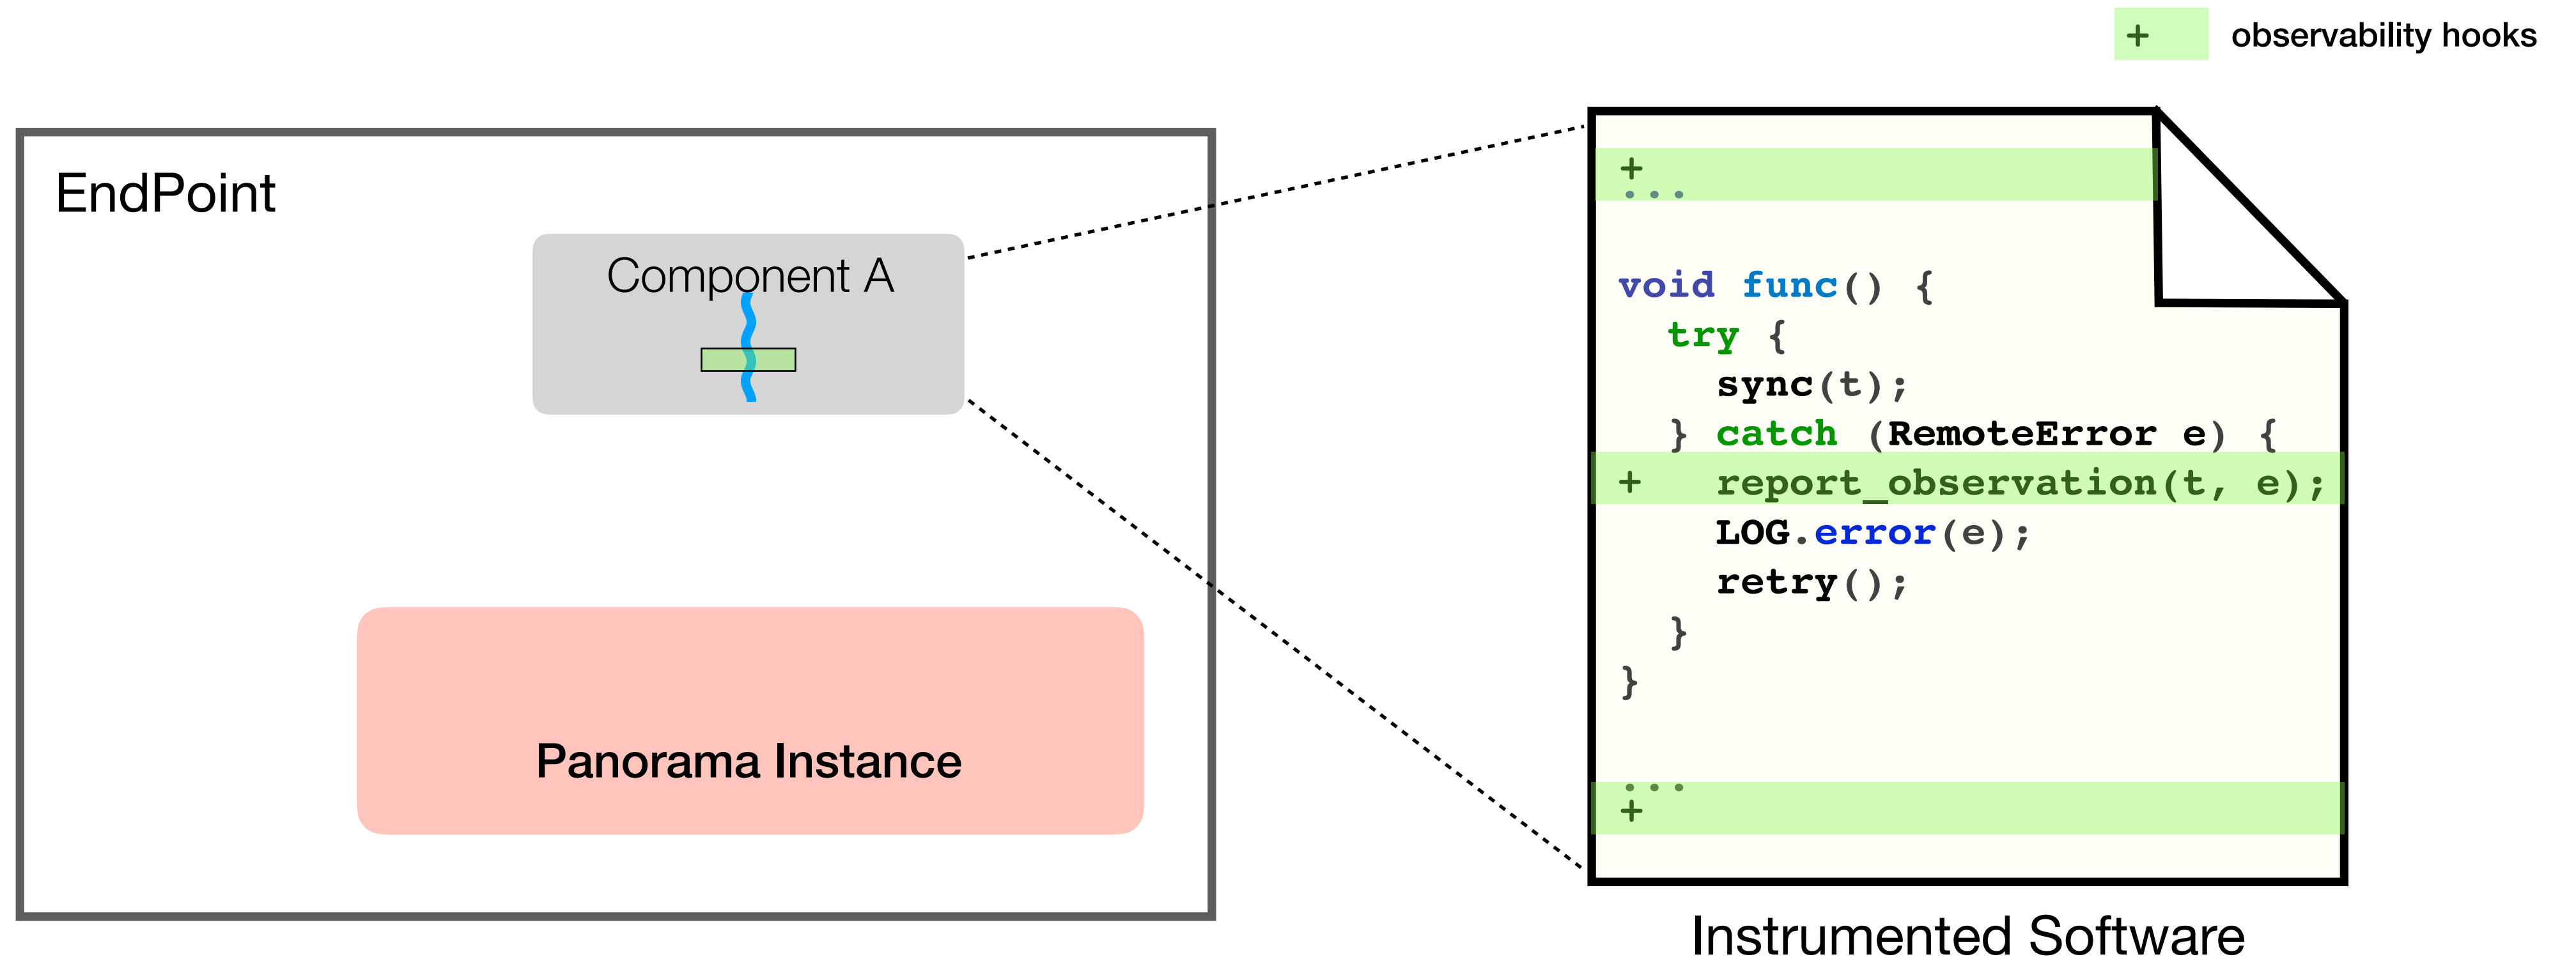 + observability hooks
EndPoint
Component A
Panorama Instance
+
...
void func() {
try {
sync(t);
} catch (RemoteError e) {
+ report_observation(t, e);
LOG.error(e);
retry();
}
}
...
+
Instrumented Software